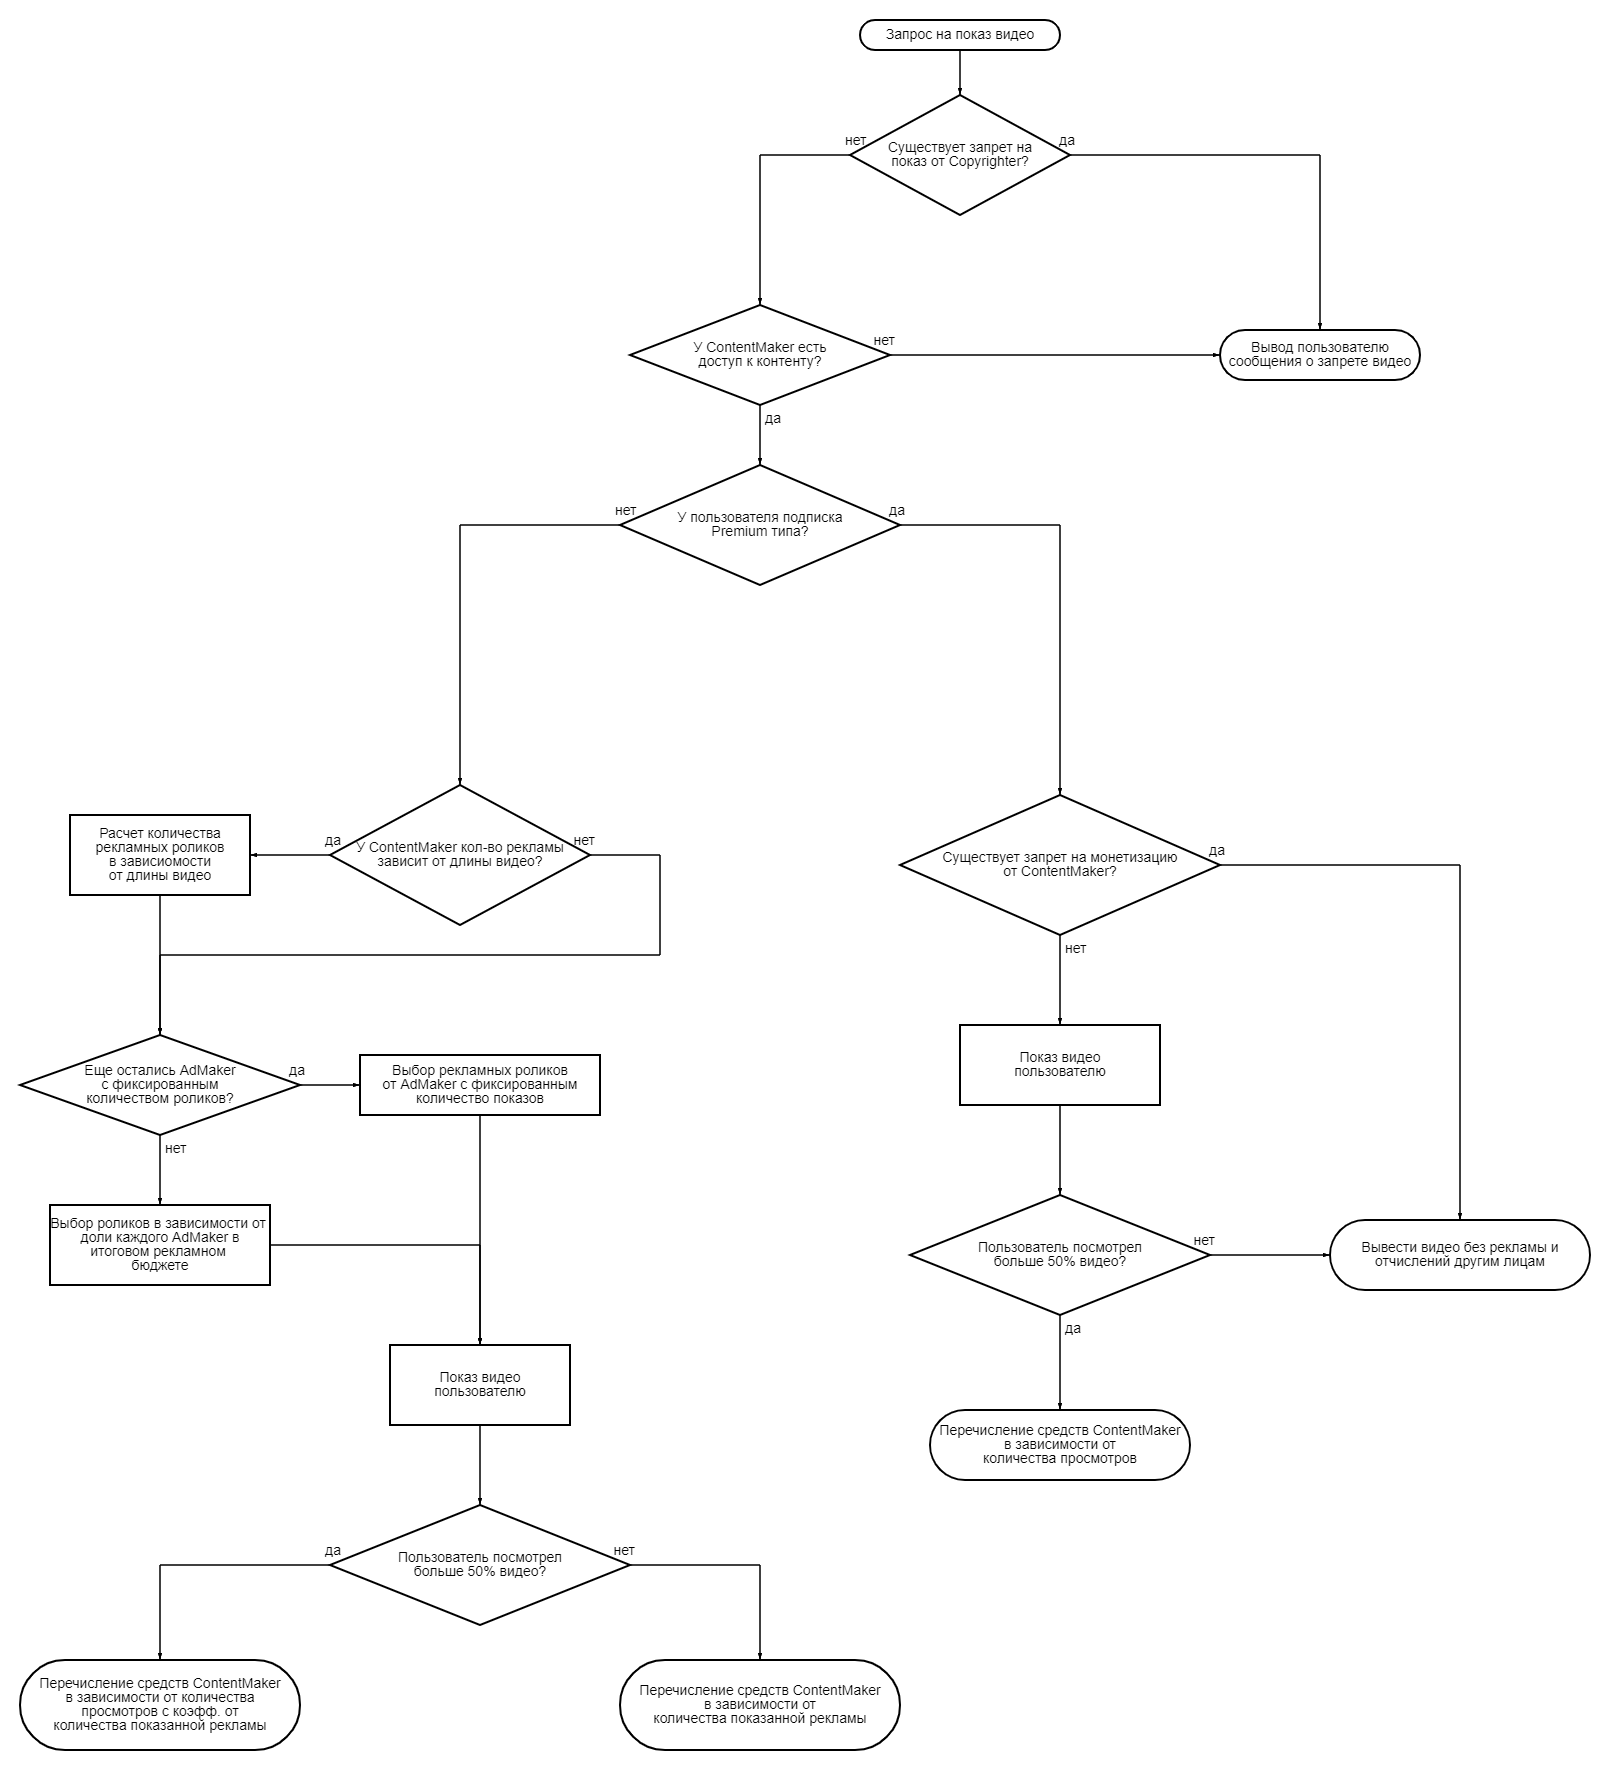 Запрос на показ видео
нет
да
Существует запрет на
показ от Copyrighter?
У ContentMaker есть
доступ к контенту?
нет
Вывод пользователю
сообщения о запрете видео
да
нет
У пользователя подписка
Premium типа?
да
Расчет количества
рекламных роликов
в зависиомости
от длины видео
да
У ContentMaker кол-во рекламы
зависит от длины видео?
нет
Существует запрет на монетизацию
от ContentMaker?
да
нет
Еще остались AdMaker
с фиксированным
количеством роликов?
да
Выбор рекламных роликов
от AdMaker с фиксированным
количество показов
Показ видео
пользователю
нет
Выбор роликов в зависимости от
доли каждого AdMaker в
итоговом рекламном
бюджете
Пользователь посмотрел
больше 50% видео?
нет
Вывести видео без рекламы и
отчислений другим лицам
да
Показ видео
пользователю
Перечисление средств ContentMaker
в зависимости от
количества просмотров
да
Пользователь посмотрел
больше 50% видео?
нет
Перечисление средств ContentMaker
в зависимости от количества
просмотров с коэфф. от
количества показанной рекламы
Перечисление средств ContentMaker
в зависимости от
количества показанной рекламы